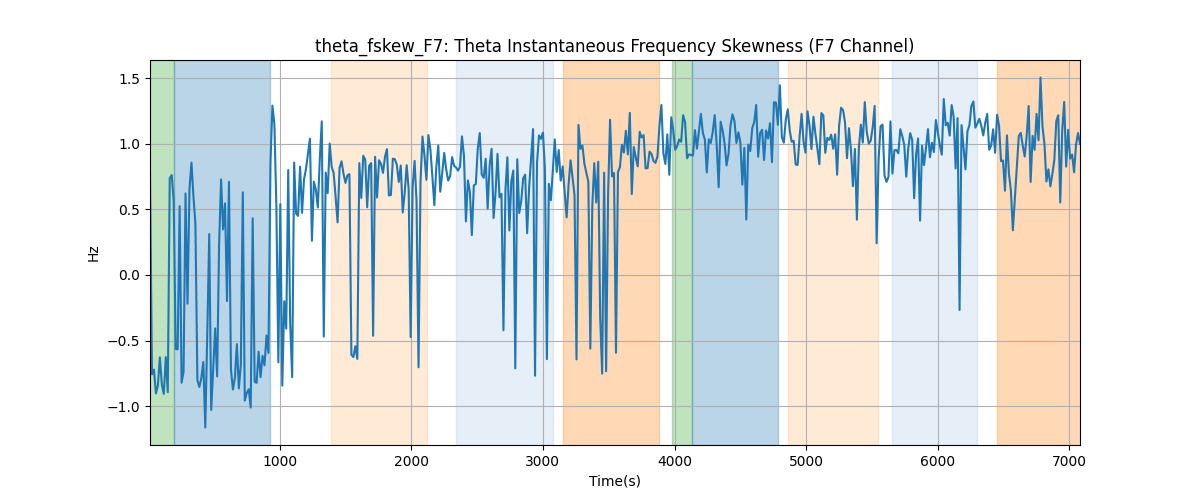 theta_fskew_F7: Theta Instantaneous Frequency Skewness (F7 Channel)
1.5
1.0
0.5
0.0
−0.5
−1.0
Hz
1000 2000 3000 4000 5000 6000 7000
Time(s)